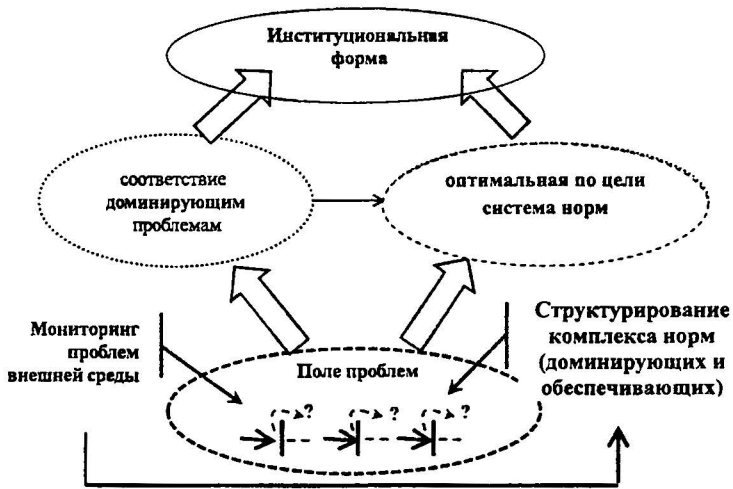 Институциональная
форма
соответствие
доминирующим
проблемам
оптимальная по цели
система норм
Мониторинг
проблем
внешней среды
Структурирование
комплекса норм
(доминирующих и
обеспечивающих)
Поле проблем
? ? ?